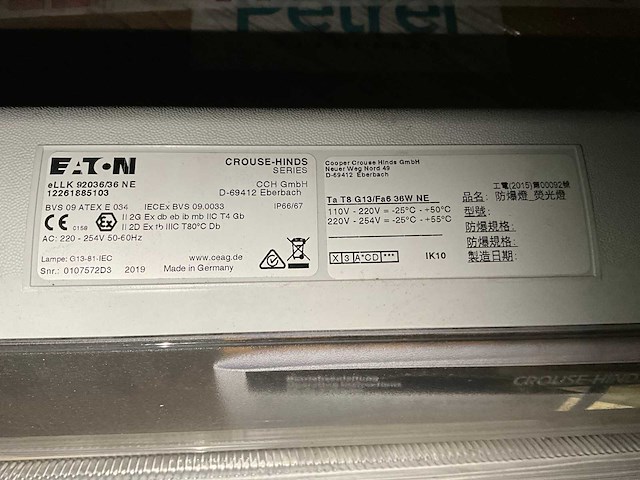 EATON
eLLK 92036/36 NE
12261885103
CROUSE-HINDS
SERIES
CCH GmbH
D-69412 Eberbach
BVS 09 ATEX E 034 IECEx BVS 09.0033 IP66/67
CE 0158 Ex II 2G Ex db eb ib mb IIC T4 Gb
II 2D Ex tb IIIC T80°C Db
AC: 220 - 254V 50-60Hz
Lampe: G13-81-IEC
www.ceag.de
Snr.: 0107572D3 2019 Made in Germany
Cooper Crouse Hinds GmbH
Neuer Weg Nord 49
D-69412 Eberbach
Ta T8 G13/Fa6 36W NE
110V - 220V = -25°C - +50°C
220V - 254V = -25°C - +55°C
X 3 A*CD *** IK10
工電(2015)第00092號
品名: 防爆燈_熒光燈
型號:
防爆規格:
防爆規格:
製造日期:
CROUSE-HINDS